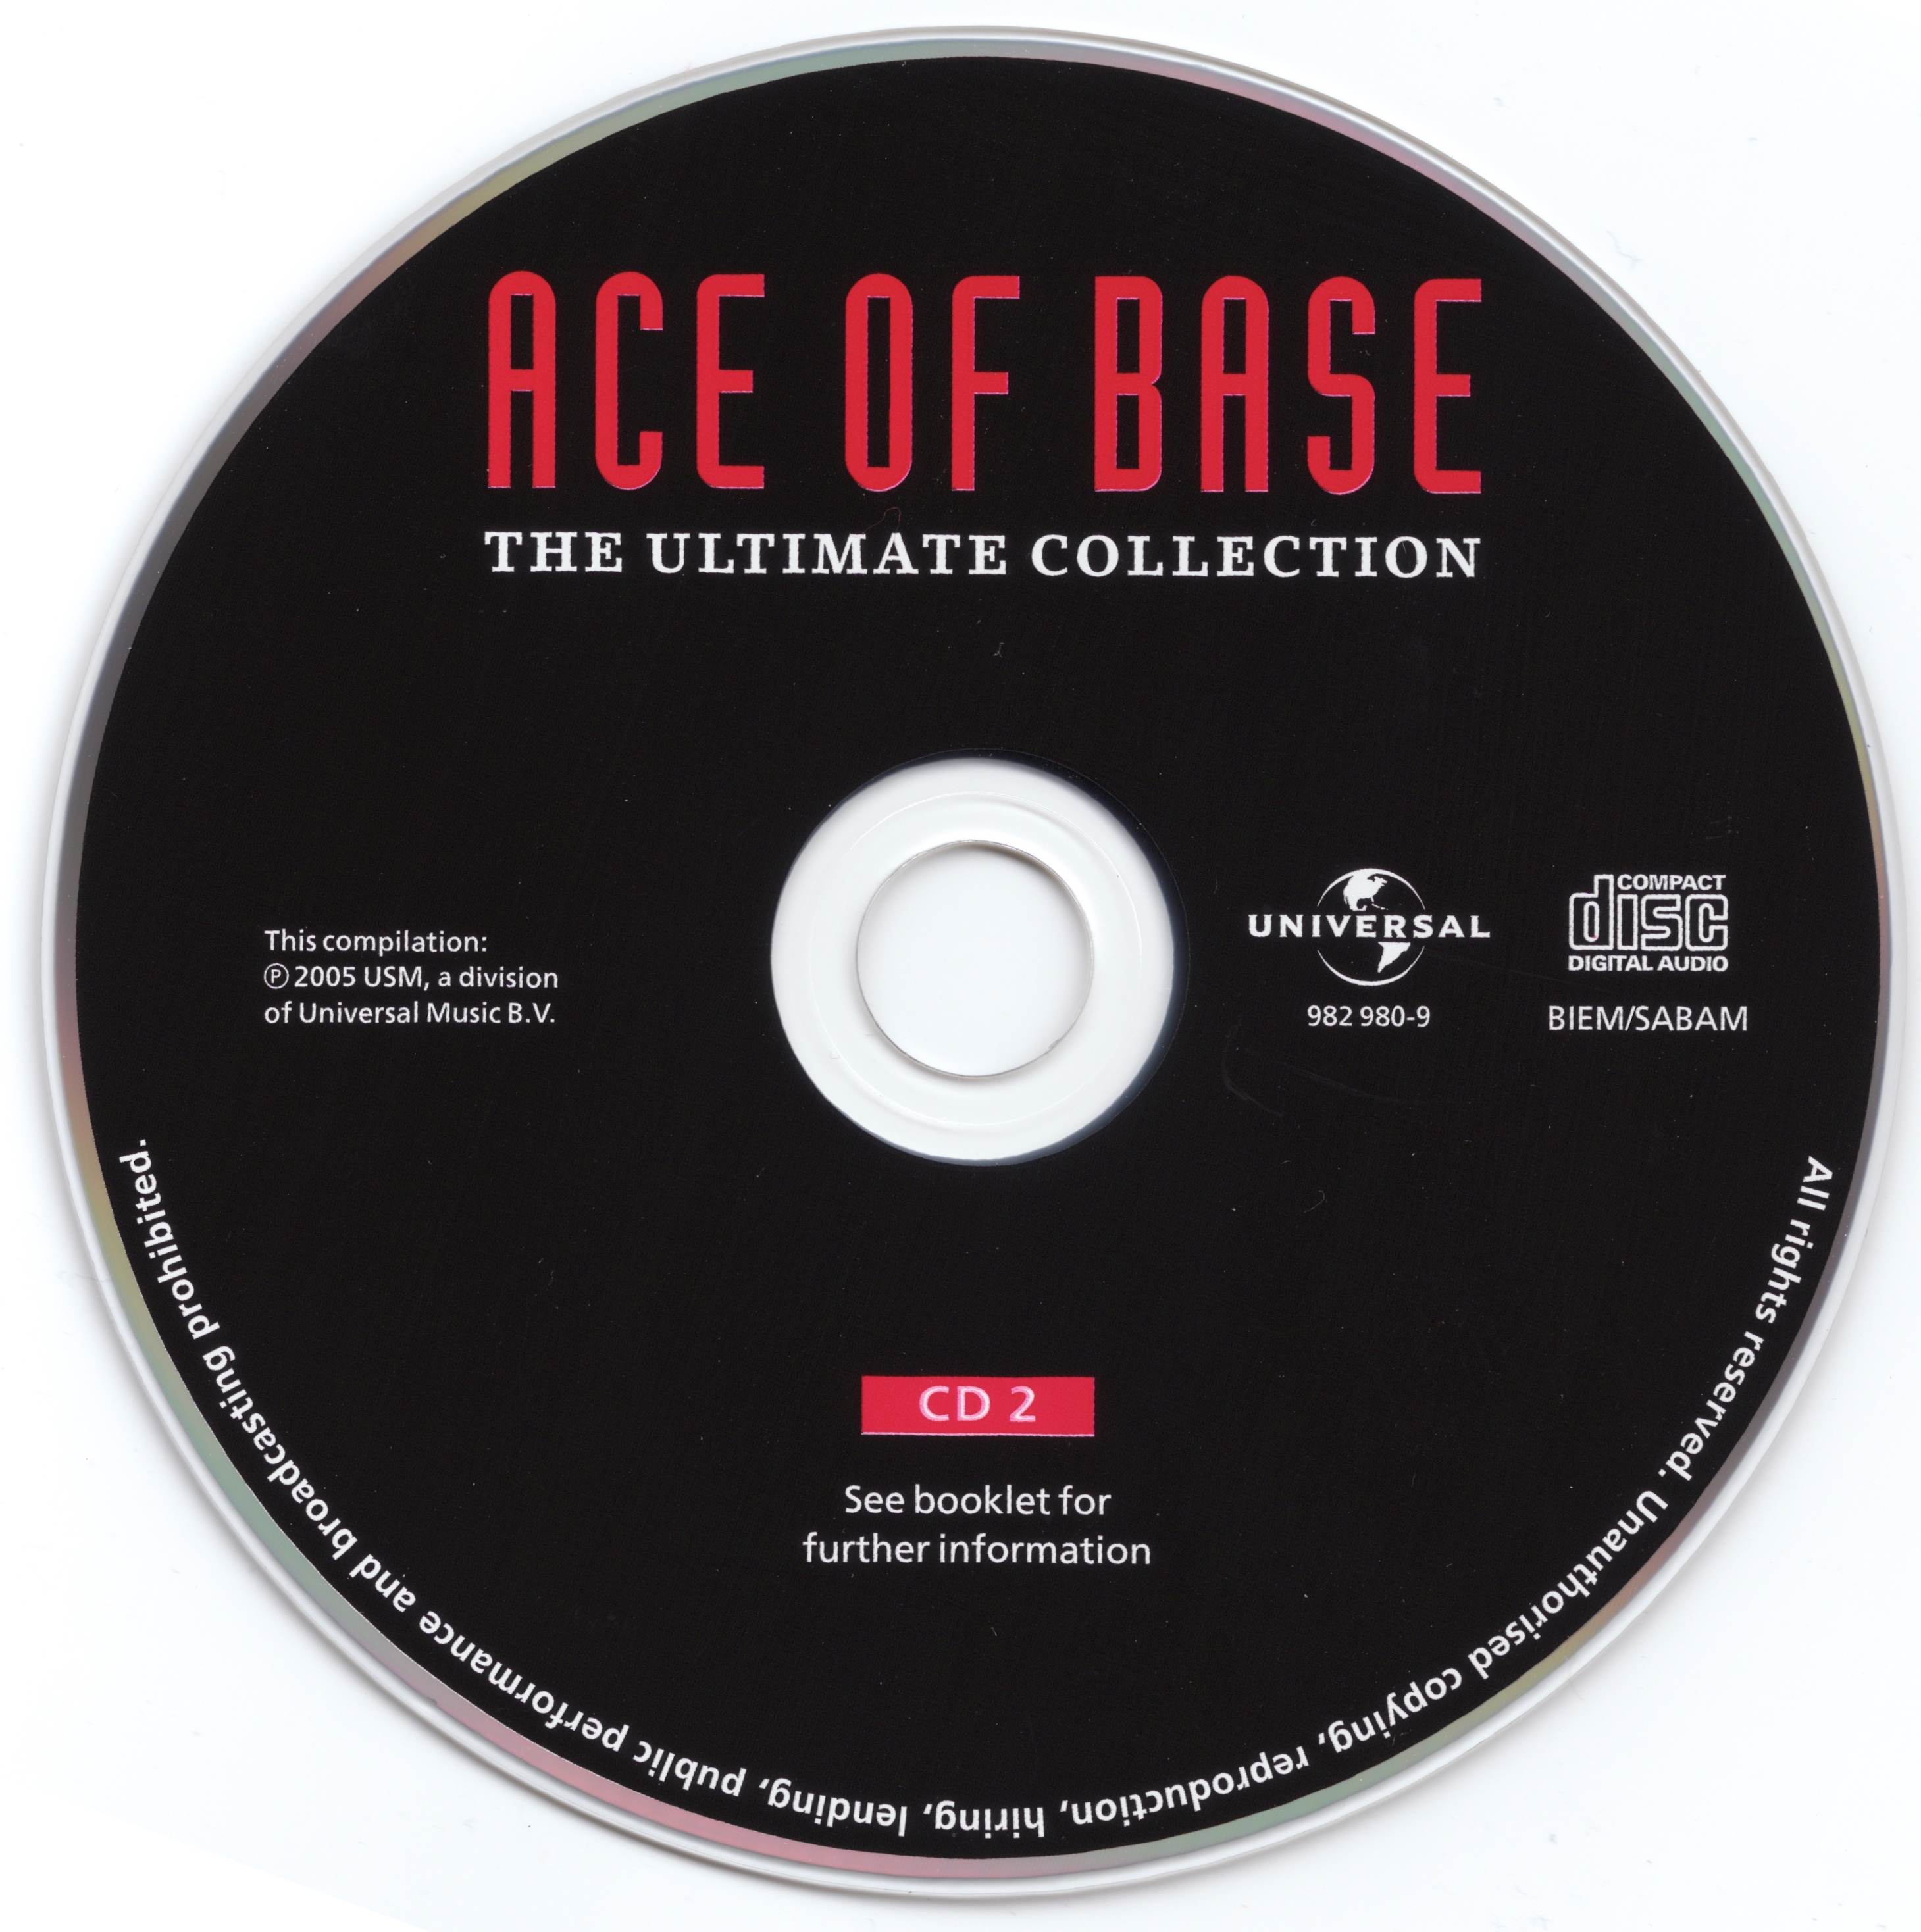 ACE OF BASE
THE ULTIMATE COLLECTION
This compilation:
℗ 2005 USM, a division
of Universal Music B.V.
UNIVERSAL
982 980-9
COMPACT
disc
DIGITAL AUDIO
BIEM/SABAM
CD 2
See booklet for
further information
All rights reserved. Unauthorised copying, reproduction, hiring, lending, public performance and broadcasting prohibited.